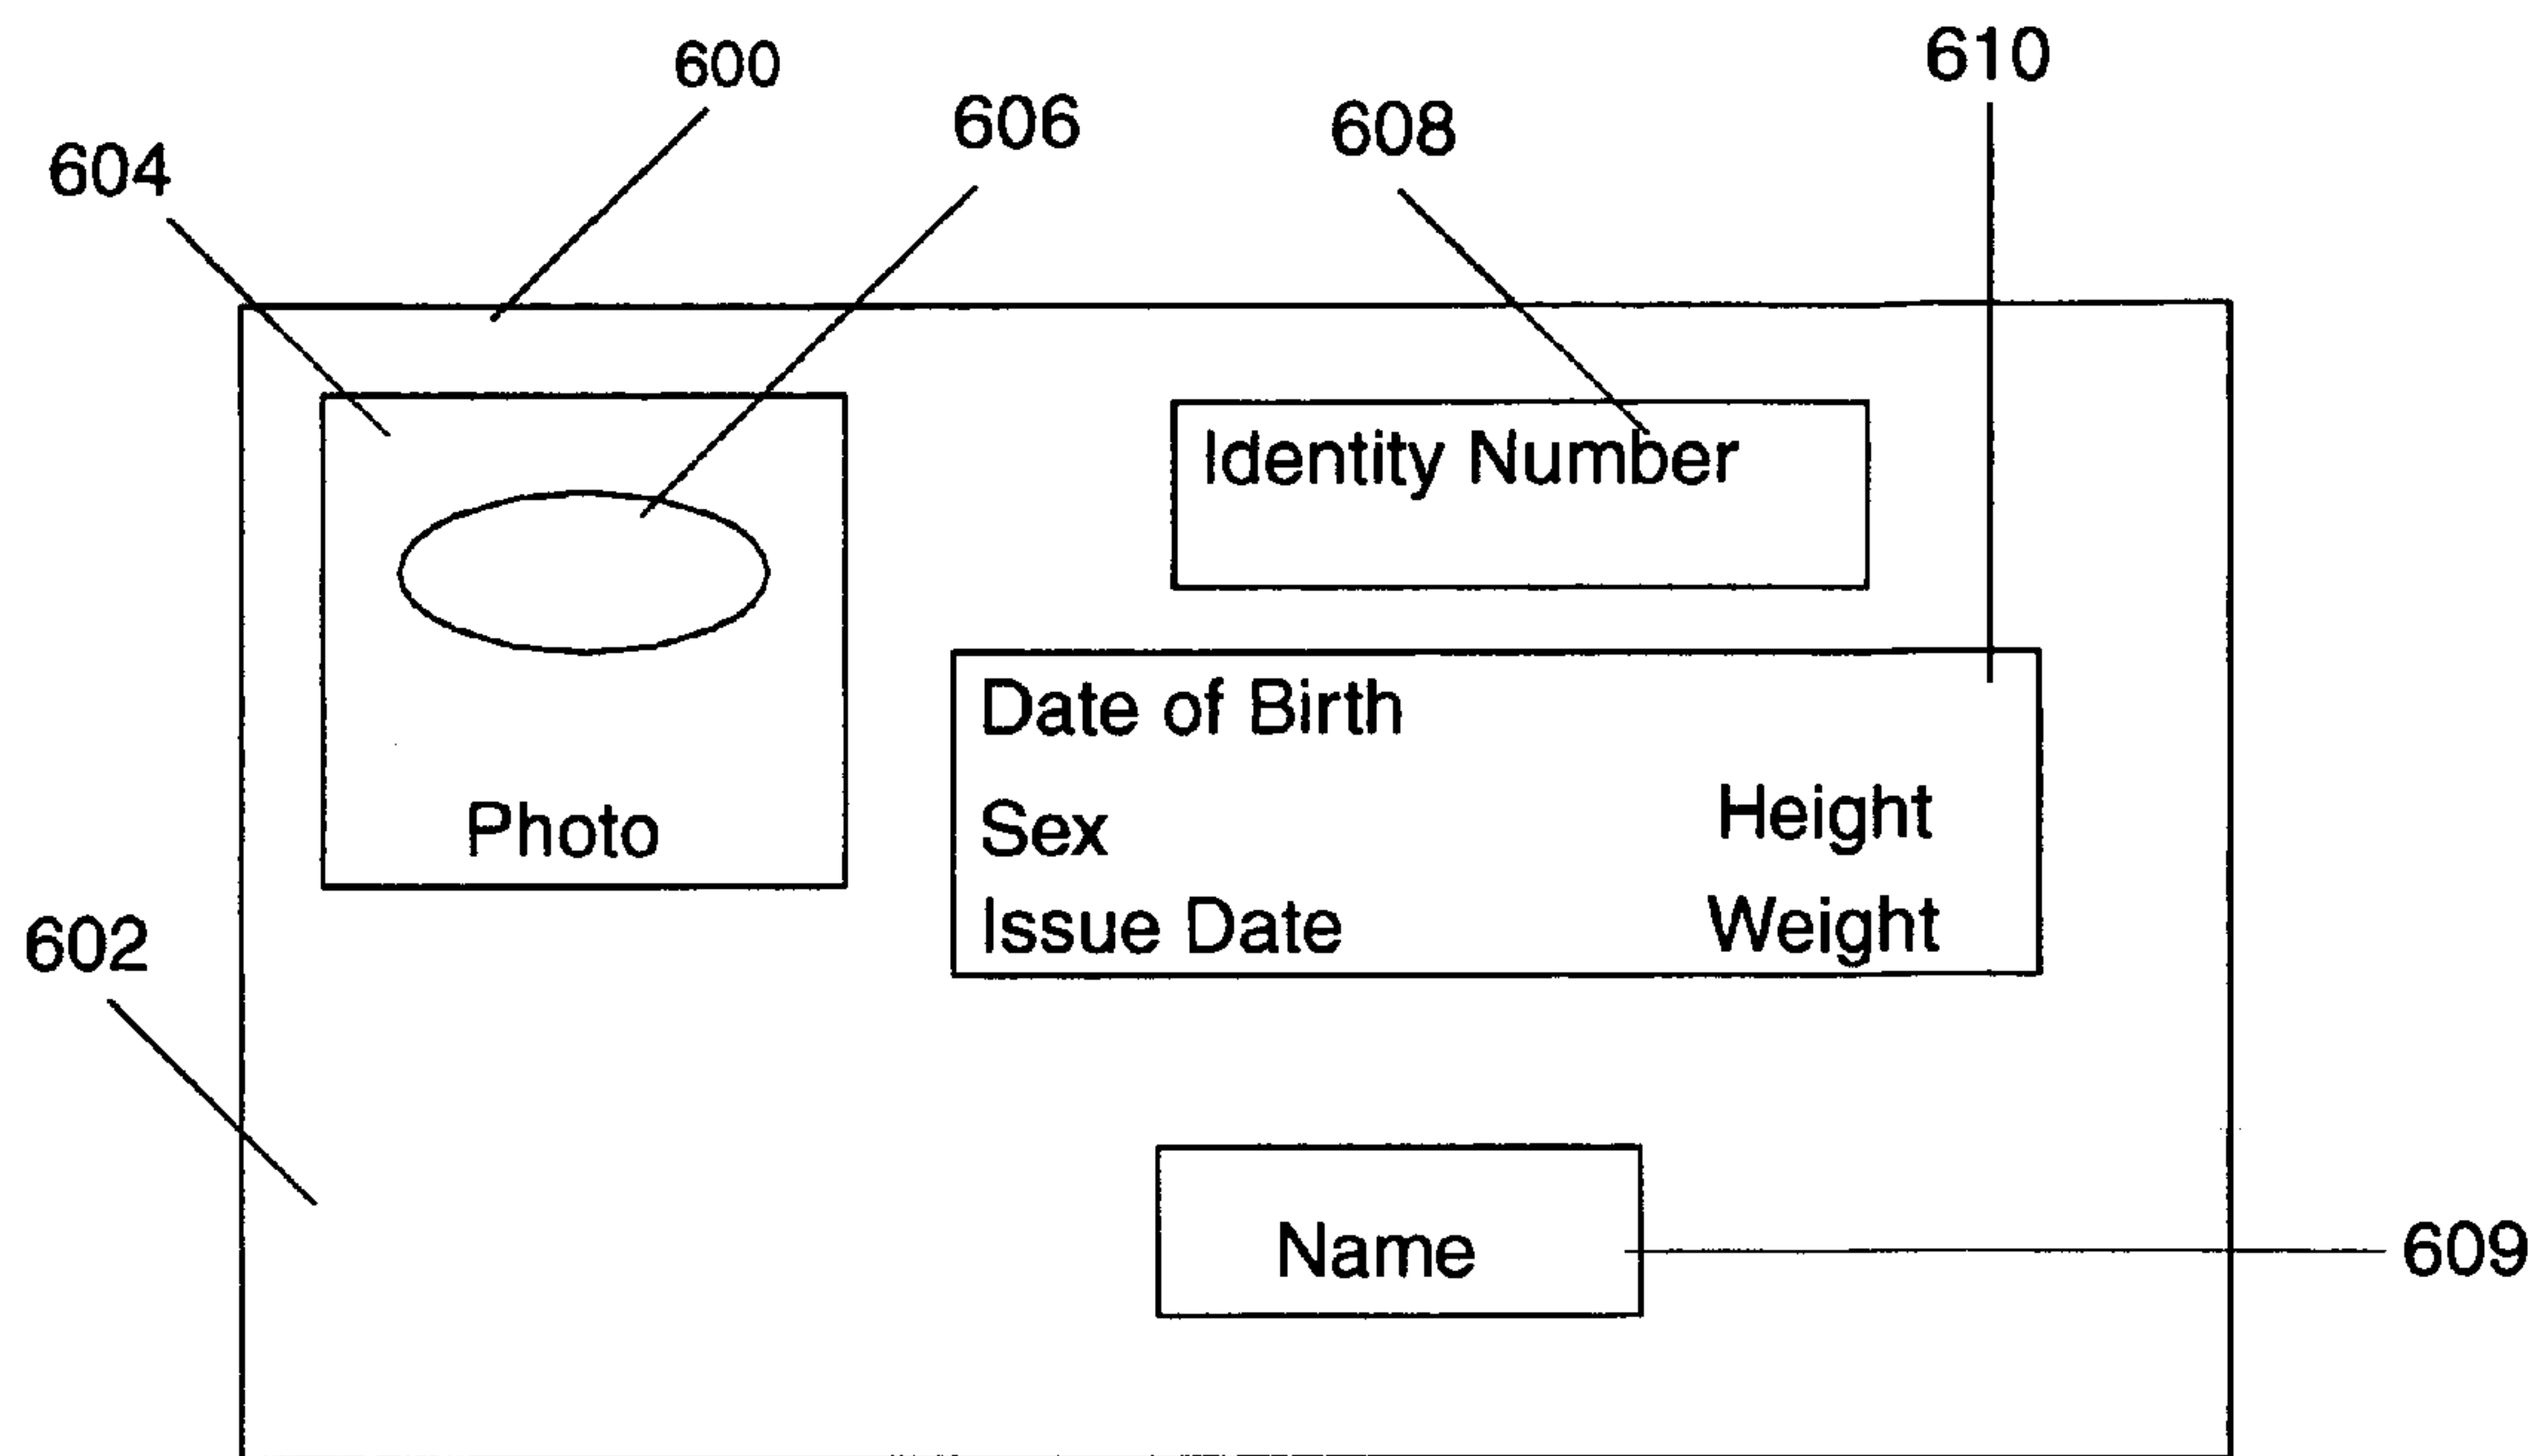 600
610
606
608
604
Identity Number
Date of Birth
Sex
Height
Photo
Issue Date
Weight
602
Name
609